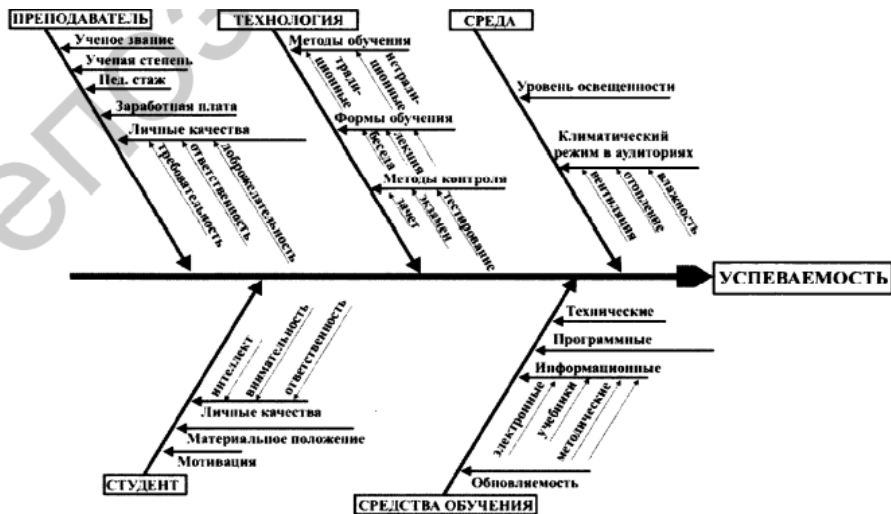 ПРЕПОДАВАТЕЛЬ
Ученое звание
Ученая степень
Пед. стаж
Заработная плата
Личные качества
требовательность
ответственность
доброжелательность
ТЕХНОЛОГИЯ
Методы обучения
тради-
ционные
нетради-
ционные
Формы обучения
беседа
лекция
Методы контроля
зачет
экзамен
тестирование
СРЕДА
Уровень освещенности
Климатический
режим в аудиториях
вентиляция
отопление
влажность
УСПЕВАЕМОСТЬ
интеллект
внимательность
ответственность
Личные качества
Материальное положение
Мотивация
СТУДЕНТ
Технические
Программные
Информационные
электронные
учебники
методические
Обновляемость
СРЕДСТВА ОБУЧЕНИЯ